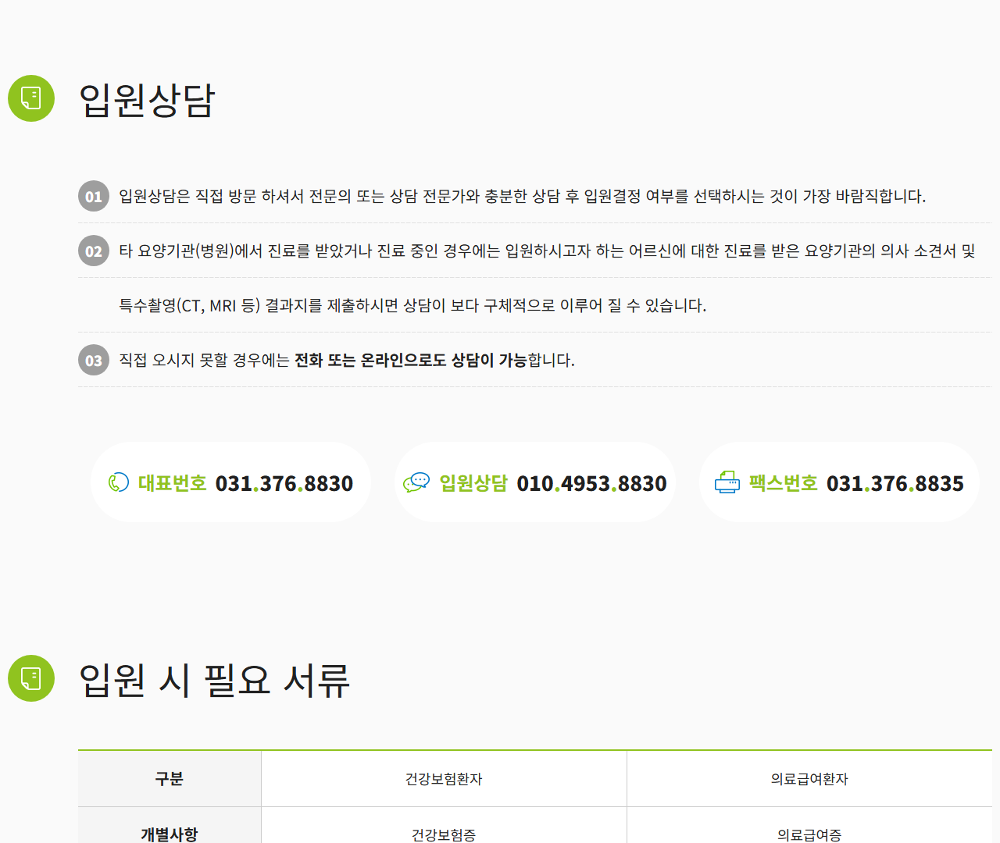 입원상담
01 입원상담은 직접 방문 하셔서 전문의 또는 상담 전문가와 충분한 상담 후 입원결정 여부를 선택하시는 것이 가장 바람직합니다.
02 타 요양기관(병원)에서 진료를 받았거나 진료 중인 경우에는 입원하시고자 하는 어르신에 대한 진료를 받은 요양기관의 의사 소견서 및
특수촬영(CT, MRI 등) 결과지를 제출하시면 상담이 보다 구체적으로 이루어 질 수 있습니다.
03 직접 오시지 못할 경우에는 전화 또는 온라인으로도 상담이 가능합니다.
대표번호 031.376.8830 입원상담 010.4953.8830 팩스번호 031.376.8835
입원 시 필요 서류
구분 건강보험환자 의료급여환자
개별사항 건강보험증 의료급여증